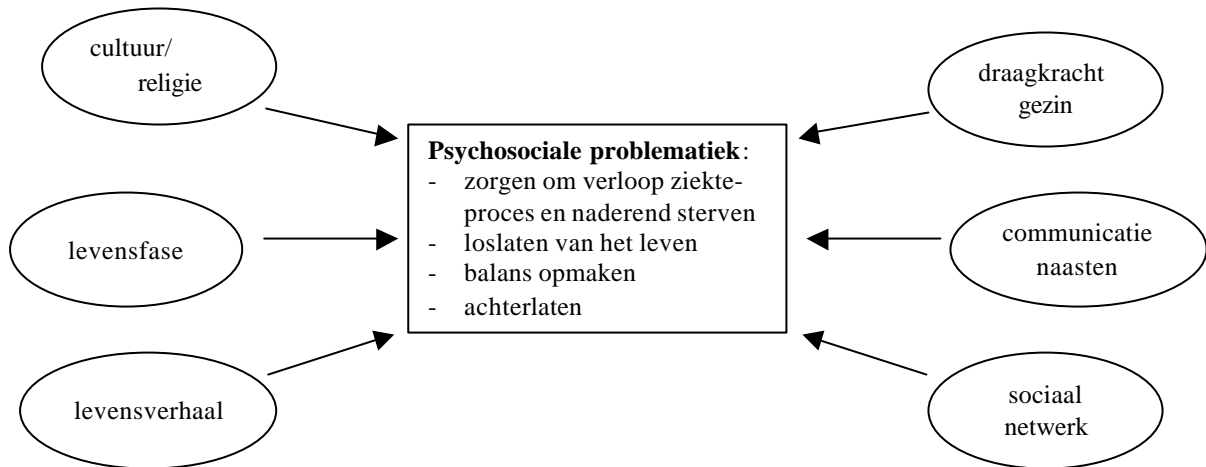 cultuur/
religie
levensfase
levensverhaal
Psychosociale problematiek:
- zorgen om verloop ziekte-
proces en naderend sterven
- loslaten van het leven
- balans opmaken
- achterlaten
draagkracht
gezin
communicatie
naasten
sociaal
netwerk